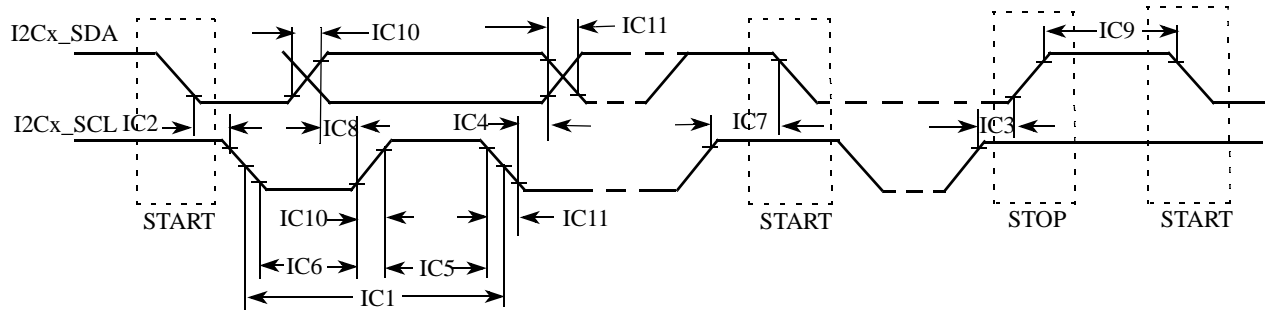 I2Cx_SDA IC10 IC11 IC9
I2Cx_SCL IC2 IC8 IC4 IC7 IC3
START IC10 IC11 START STOP START
IC6 IC5
IC1